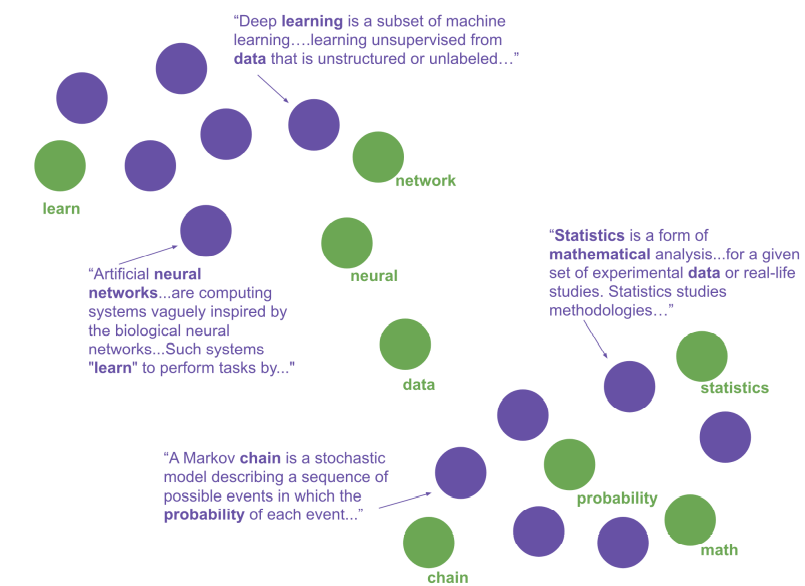 “Deep learning is a subset of machine
learning….learning unsupervised from
data that is unstructured or unlabeled…”
network
learn
“Statistics is a form of
mathematical analysis...for a given
set of experimental data or real-life
studies. Statistics studies
methodologies…”
“Artificial neural
networks...are computing
systems vaguely inspired by
the biological neural
networks...Such systems
"learn" to perform tasks by..."
neural
data
statistics
“A Markov chain is a stochastic
model describing a sequence of
possible events in which the
probability of each event...”
probability
math
chain